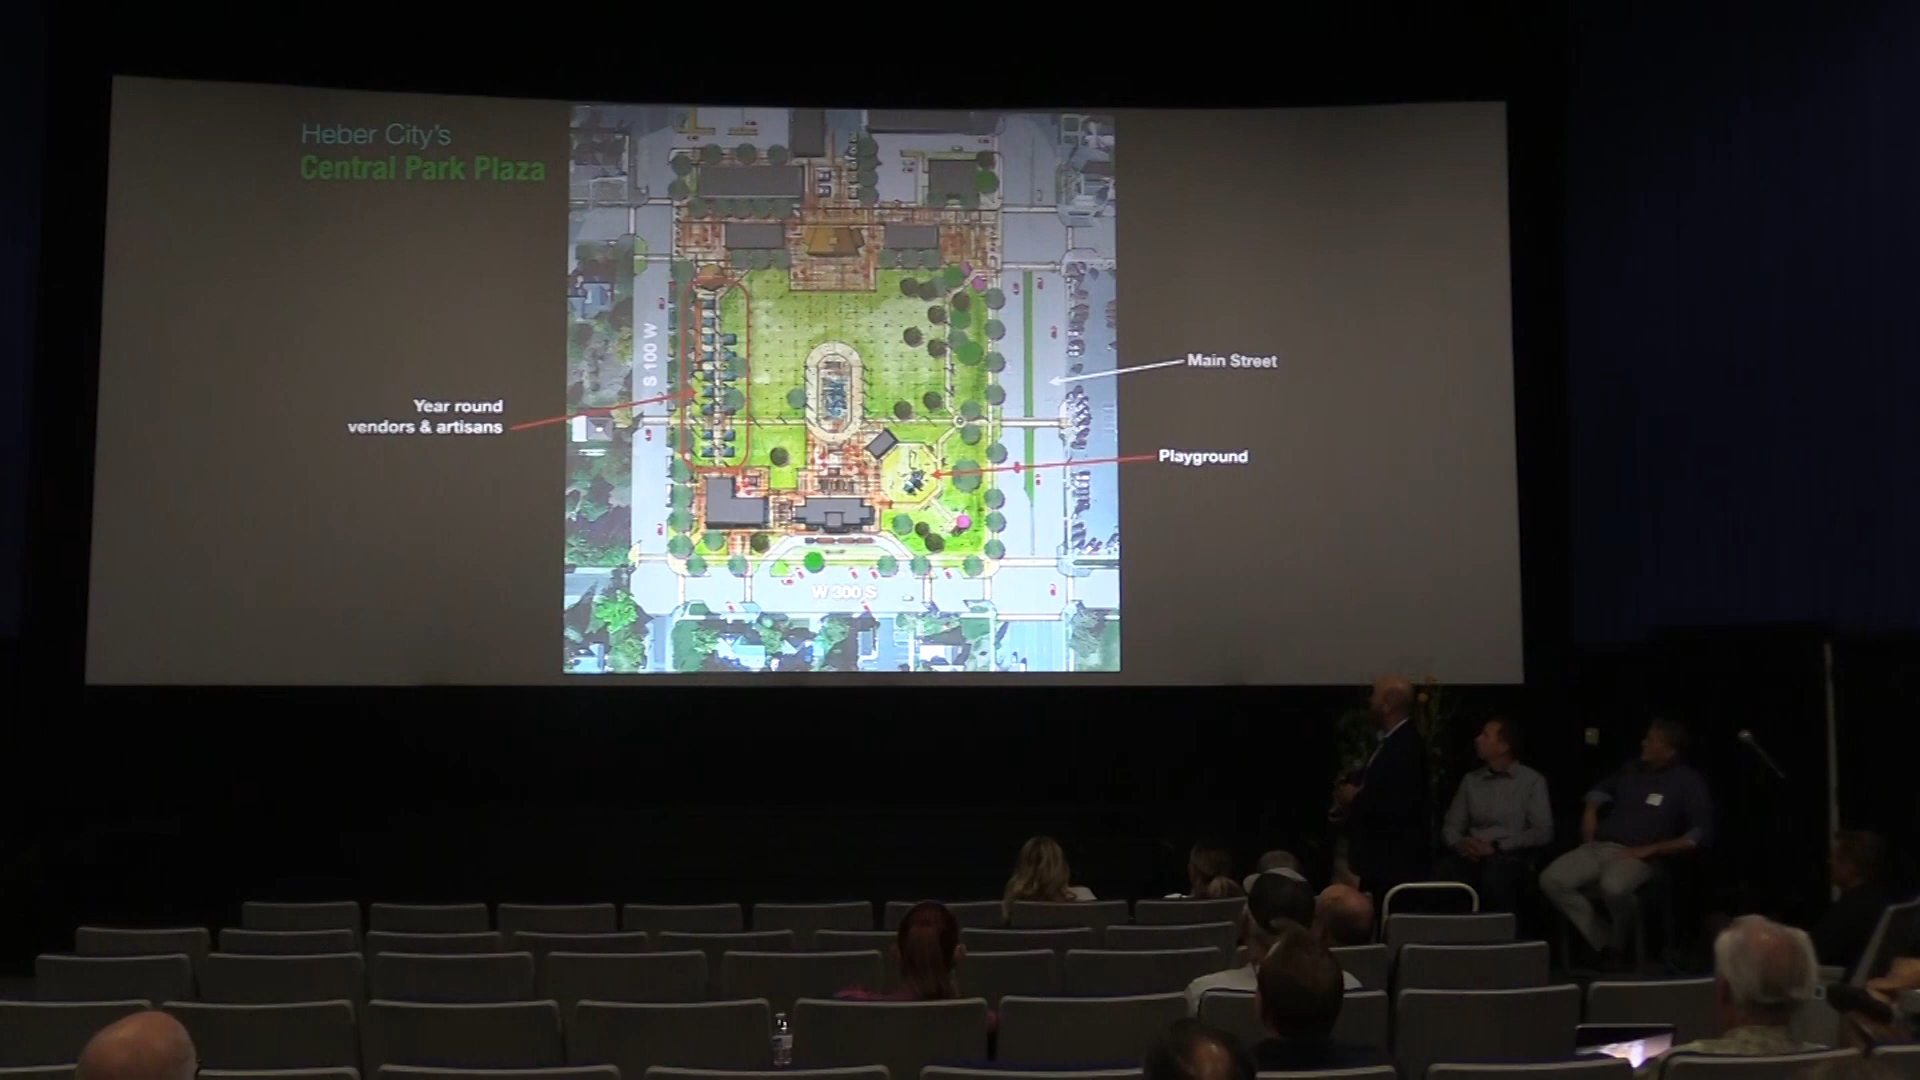 Heber City's
Central Park Plaza
S 100 W
Main Street
Year round
vendors & artisans
Playground
W 300 S